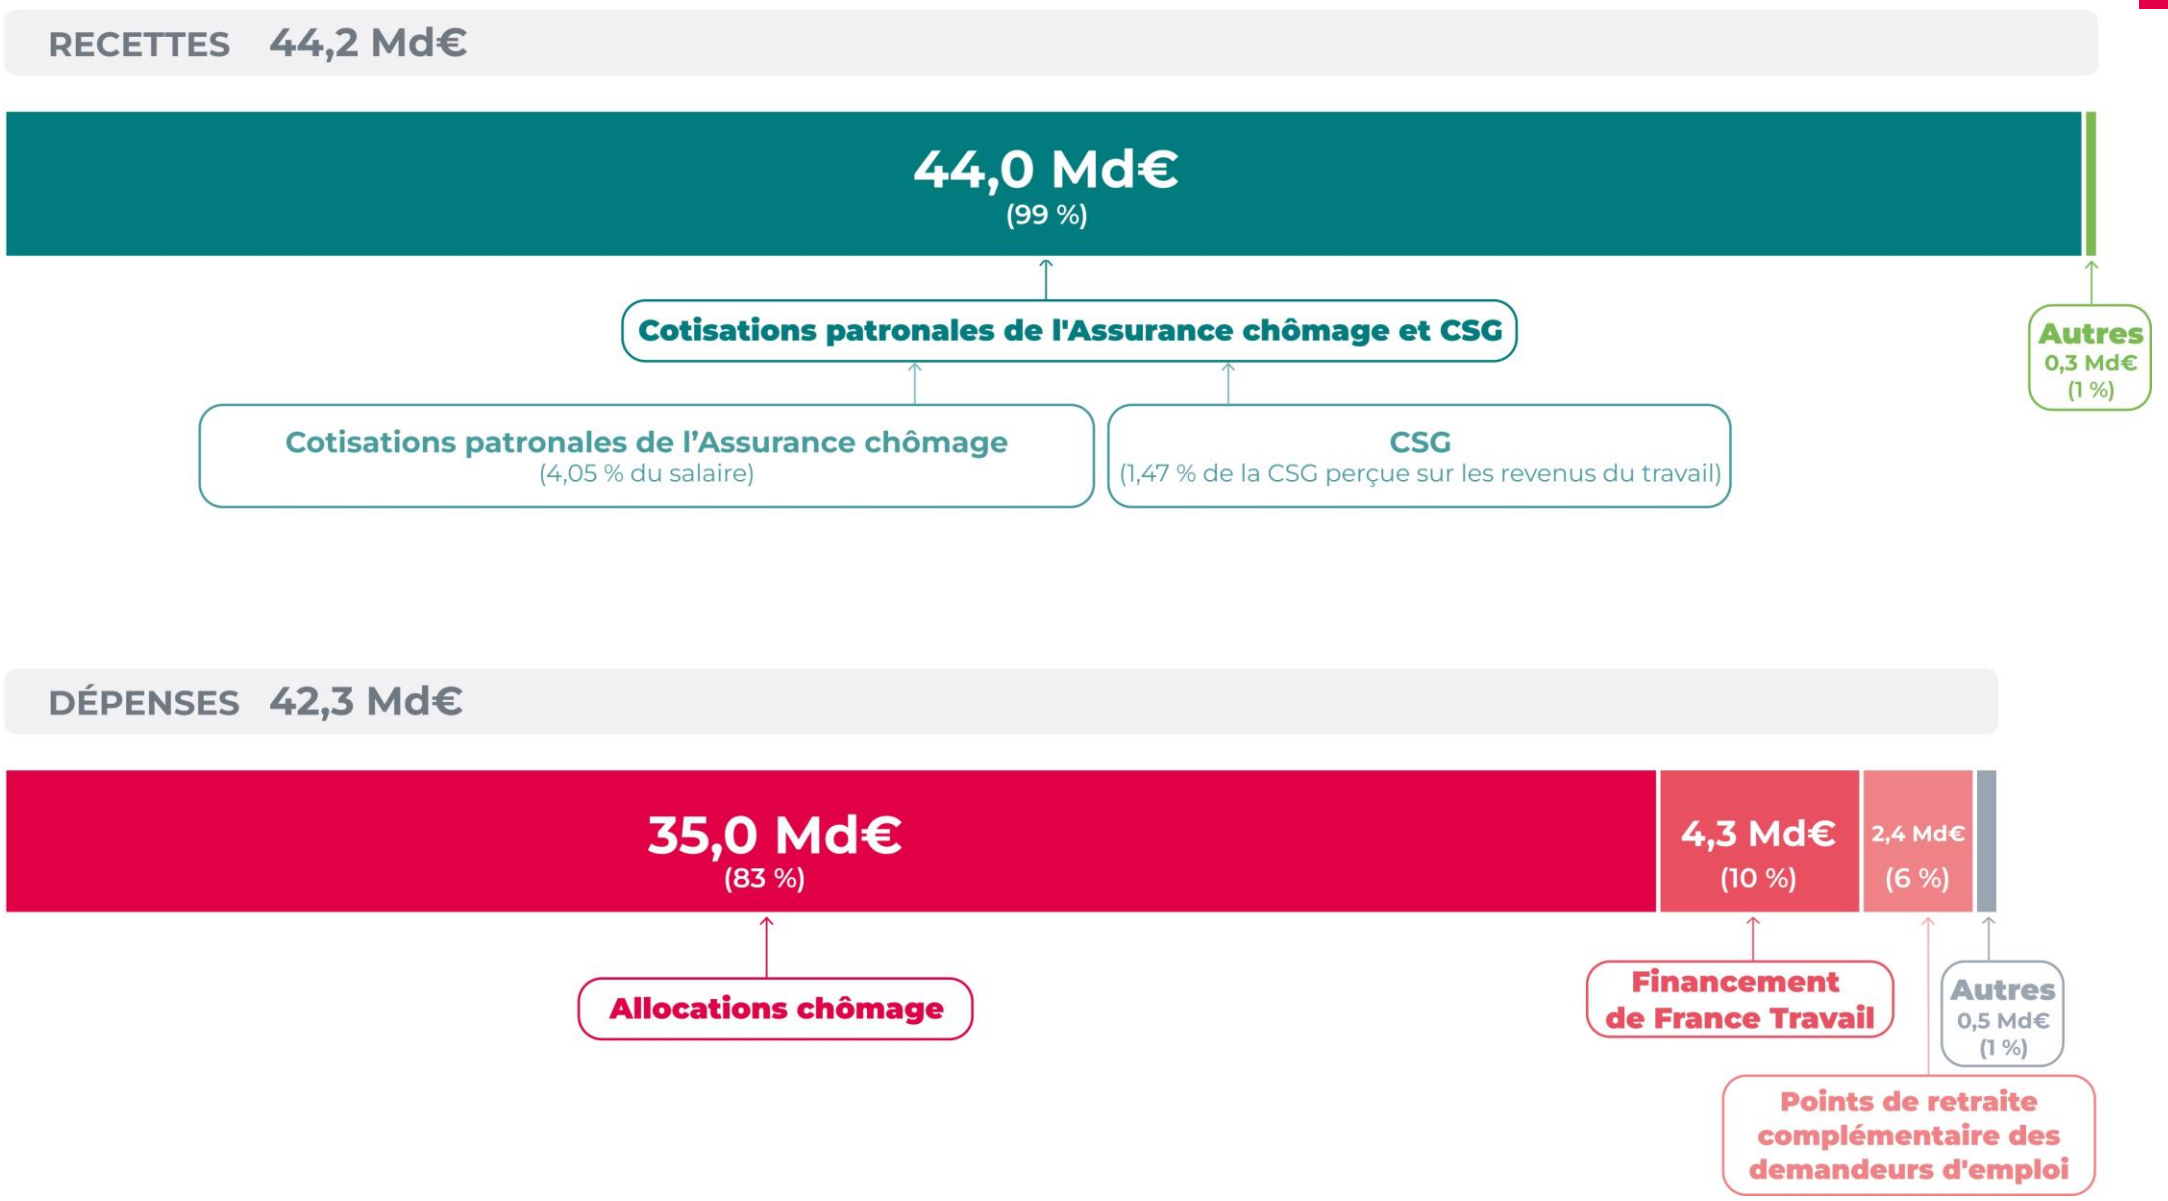 RECETTES 44,2 Md€
44,0 Md€
(99 %)
Cotisations patronales de l'Assurance chômage et CSG
Autres
0,3 Md€
(1 %)
Cotisations patronales de l’Assurance chômage
(4,05 % du salaire)
CSG
(1,47 % de la CSG perçue sur les revenus du travail)
DÉPENSES 42,3 Md€
35,0 Md€
(83 %)
4,3 Md€
(10 %)
2,4 Md€
(6 %)
Allocations chômage
Financement
de France Travail
Autres
0,5 Md€
(1 %)
Points de retraite
complémentaire des
demandeurs d'emploi